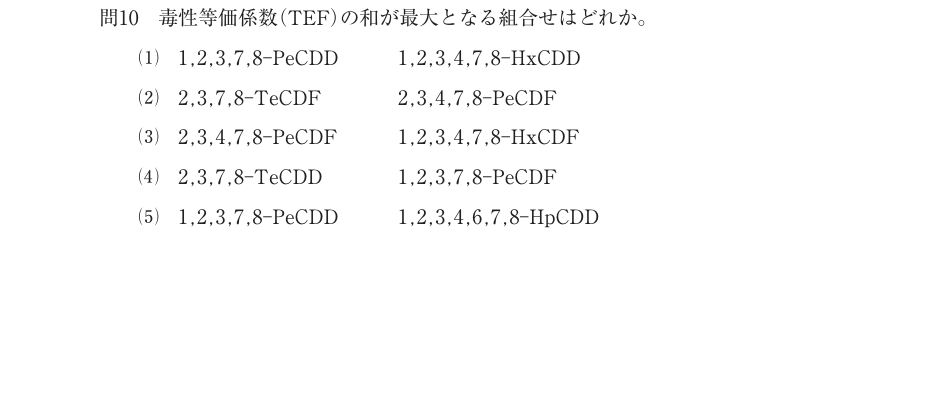 問10　毒性等価係数(TEF)の和が最大となる組合せはどれか。
(1)　1,2,3,7,8-PeCDD　1,2,3,4,7,8-HxCDD
(2)　2,3,7,8-TeCDF　2,3,4,7,8-PeCDF
(3)　2,3,4,7,8-PeCDF　1,2,3,4,7,8-HxCDF
(4)　2,3,7,8-TeCDD　1,2,3,7,8-PeCDF
(5)　1,2,3,7,8-PeCDD　1,2,3,4,6,7,8-HpCDD